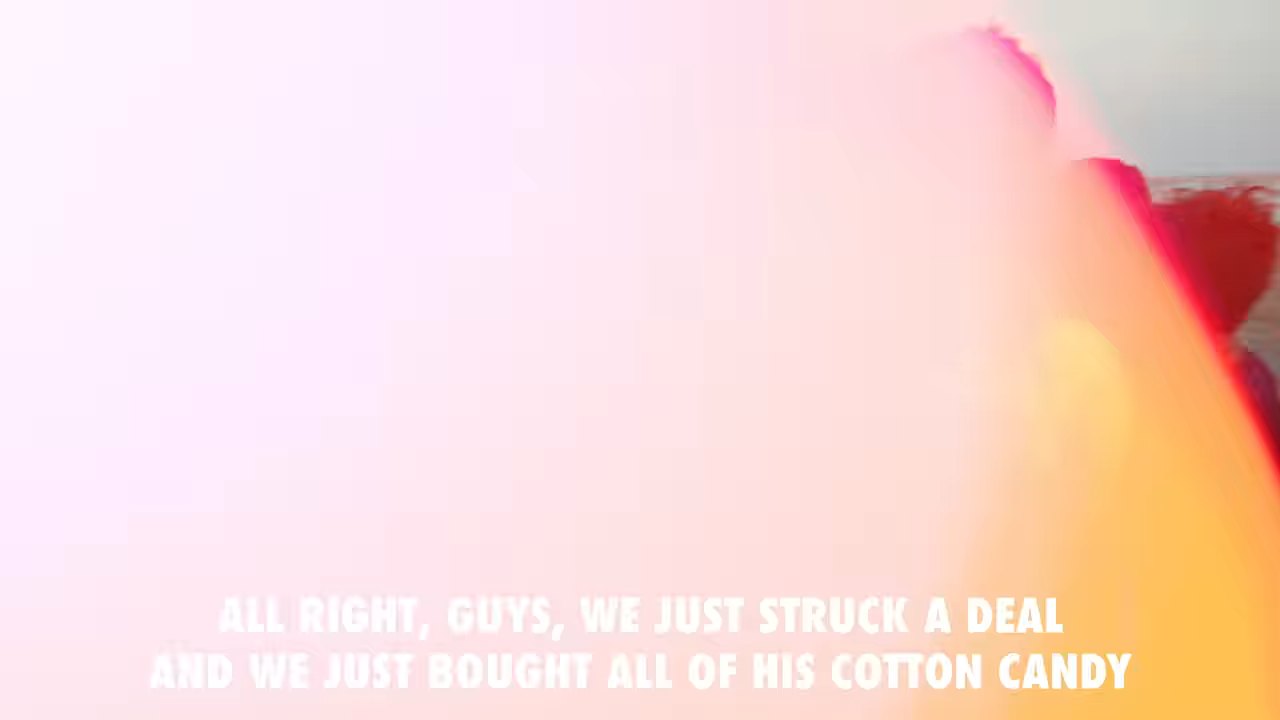 ALL RIGHT, GUYS, WE JUST STRUCK A DEAL
AND WE JUST BOUGHT ALL OF HIS COTTON CANDY